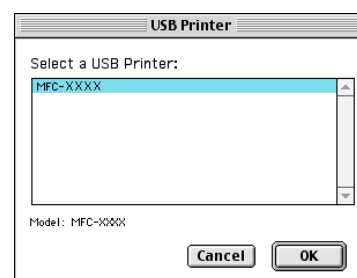 USB Printer
Select a USB Printer:
MFC-XXXX
Model: MFC-XXXX
Cancel
OK